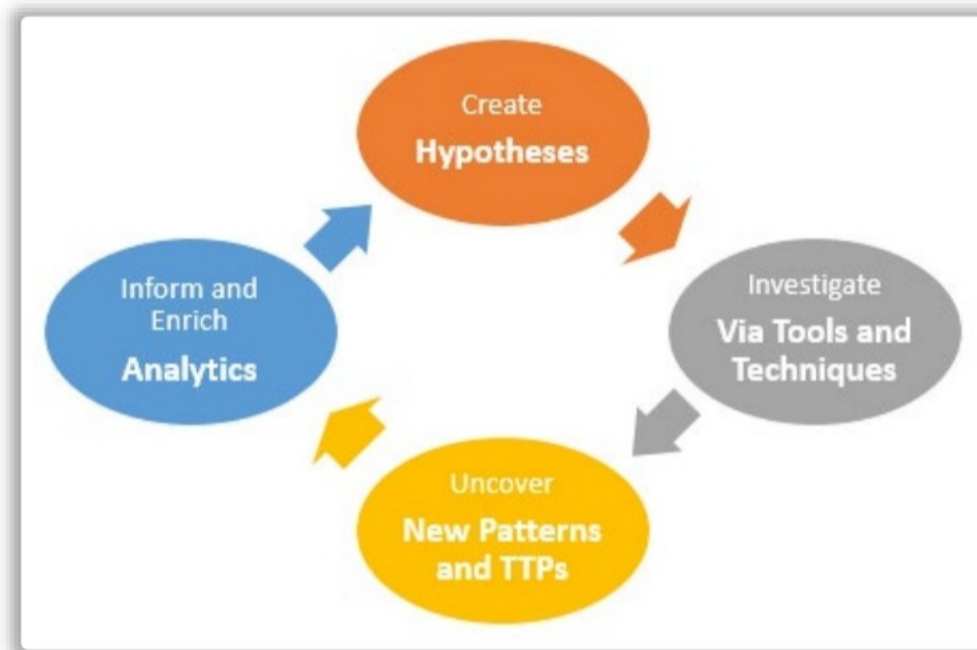 Create
Hypotheses
Investigate
Via Tools and
Techniques
Uncover
New Patterns
and TTPs
Inform and
Enrich
Analytics